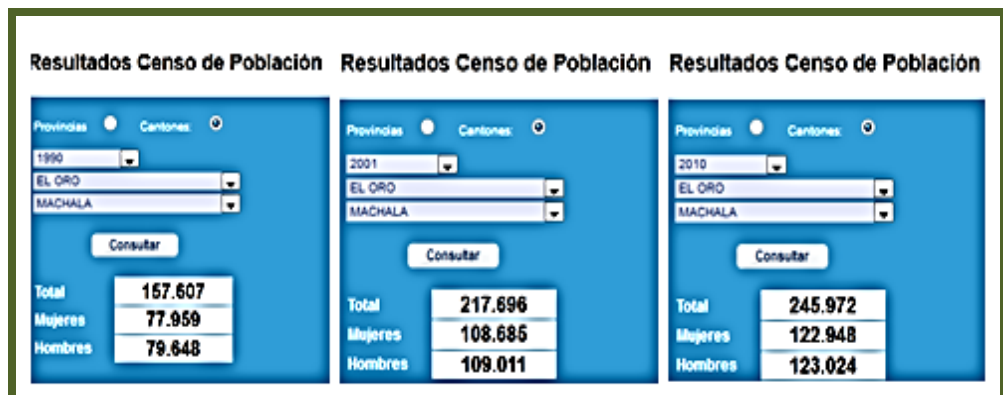 Resultados Censo de Población
Provincias Cantones:
1990
EL ORO
MACHALA
Consultar
Total 157.607
Mujeres 77.959
Hombres 79.648
Resultados Censo de Población
Provincias Cantones:
2001
EL ORO
MACHALA
Consultar
Total 217.696
Mujeres 108.685
Hombres 109.011
Resultados Censo de Población
Provincias Cantones:
2010
EL ORO
MACHALA
Consultar
Total 245.972
Mujeres 122.948
Hombres 123.024